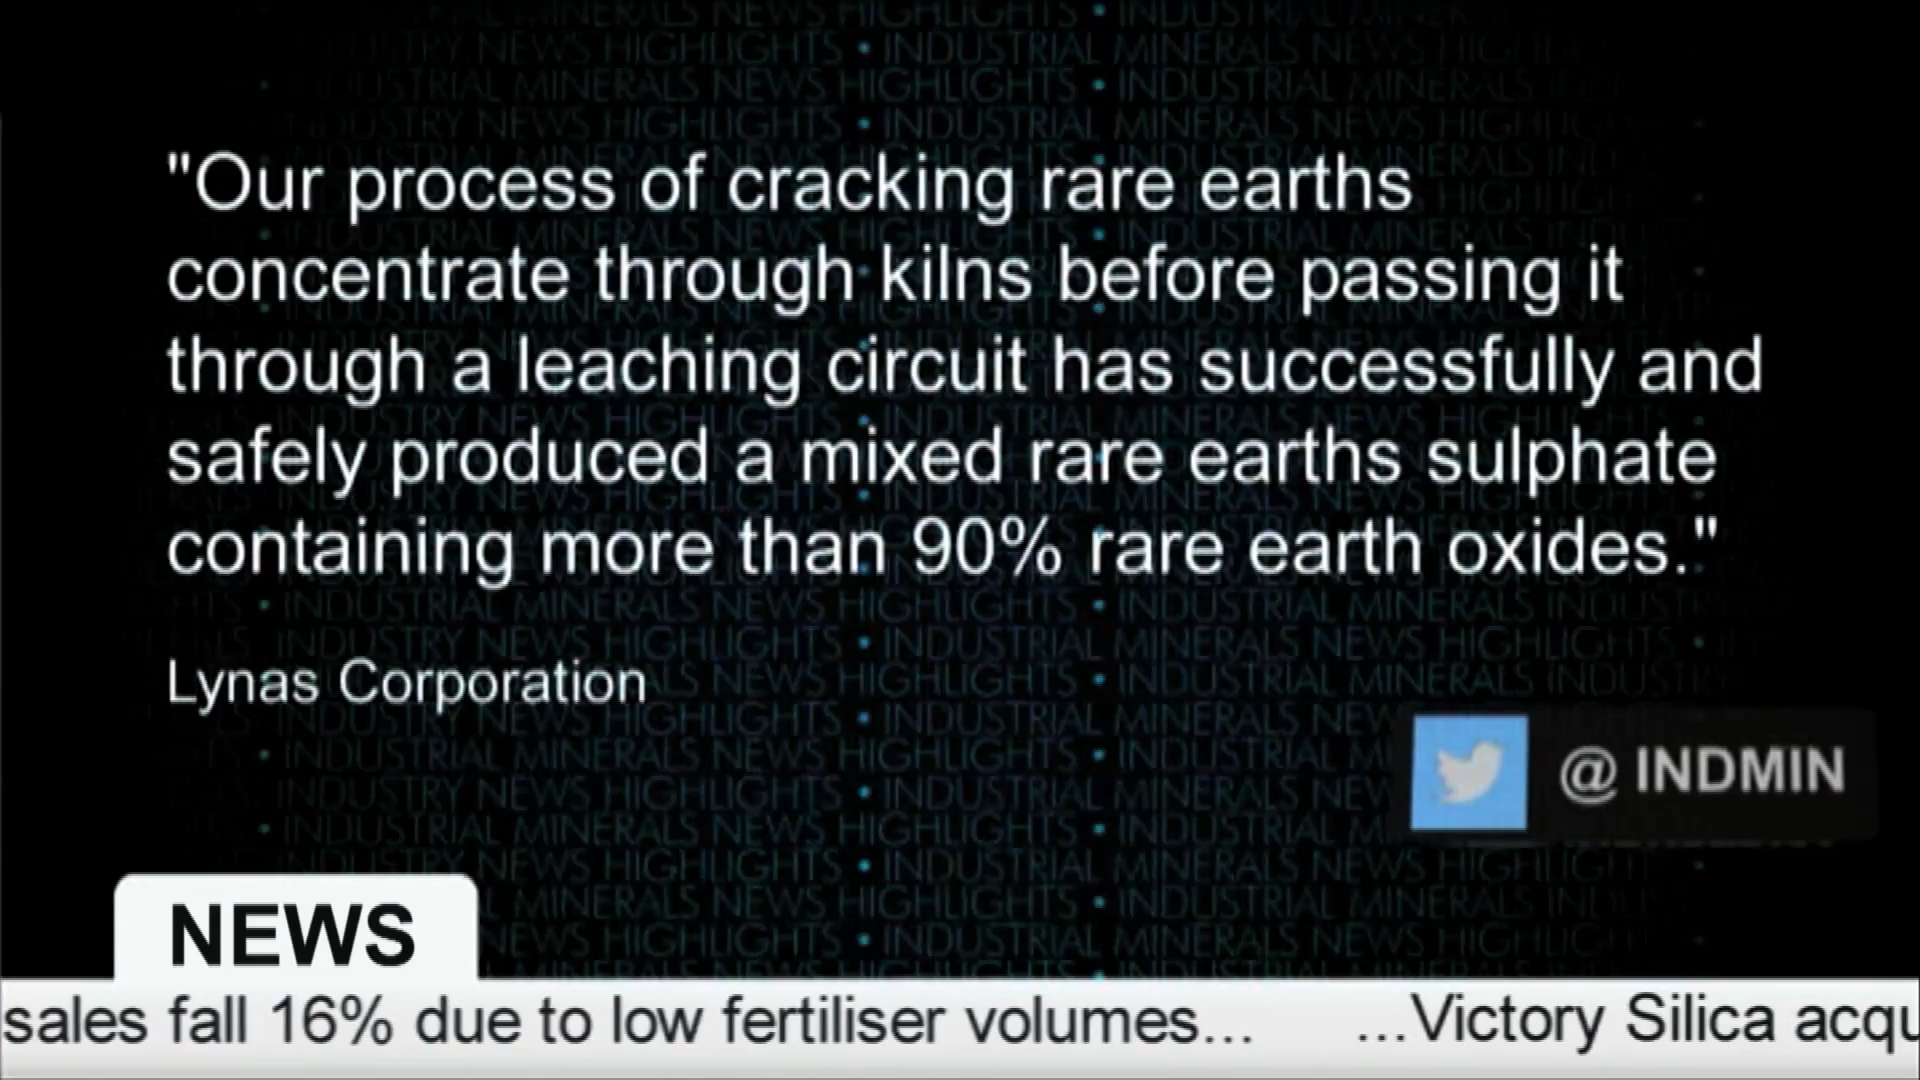 "Our process of cracking rare earths
concentrate through kilns before passing it
through a leaching circuit has successfully and
safely produced a mixed rare earths sulphate
containing more than 90% rare earth oxides."
Lynas Corporation
@ INDMIN
NEWS
sales fall 16% due to low fertiliser volumes... ...Victory Silica acqu